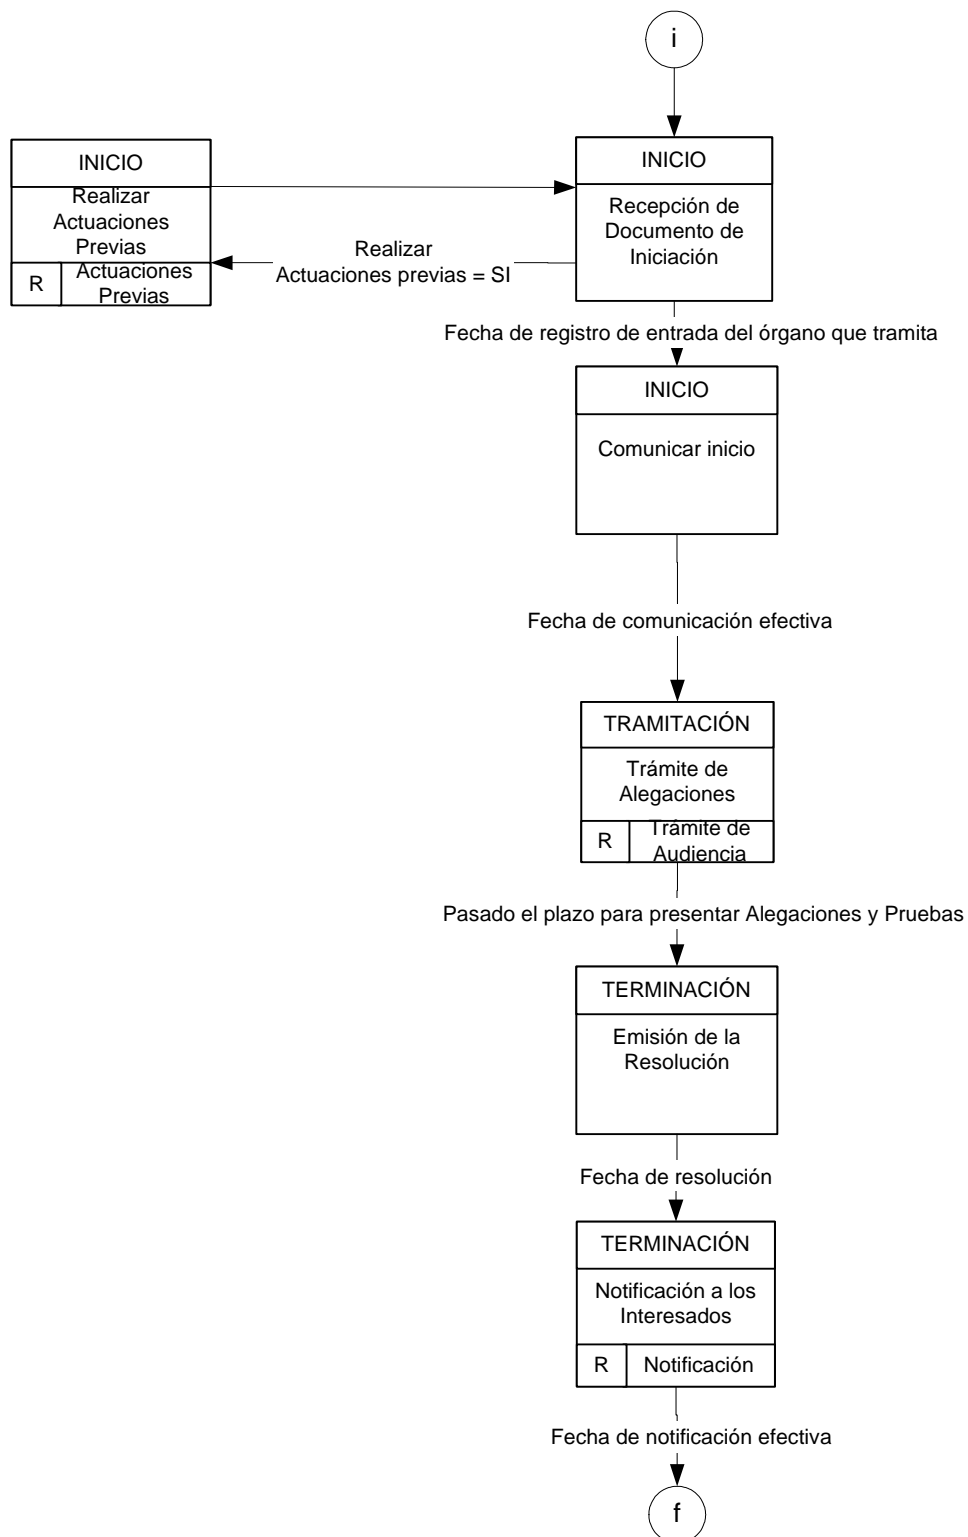 i
INICIO
Realizar
Actuaciones
Previas
R
Actuaciones
Previas
INICIO
Recepción de
Documento de
Iniciación
Realizar
Actuaciones previas = SI
Fecha de registro de entrada del órgano que tramita
INICIO
Comunicar inicio
Fecha de comunicación efectiva
TRAMITACIÓN
Trámite de
Alegaciones
R
Trámite de
Audiencia
Pasado el plazo para presentar Alegaciones y Pruebas
TERMINACIÓN
Emisión de la
Resolución
Fecha de resolución
TERMINACIÓN
Notificación a los
Interesados
R
Notificación
Fecha de notificación efectiva
f